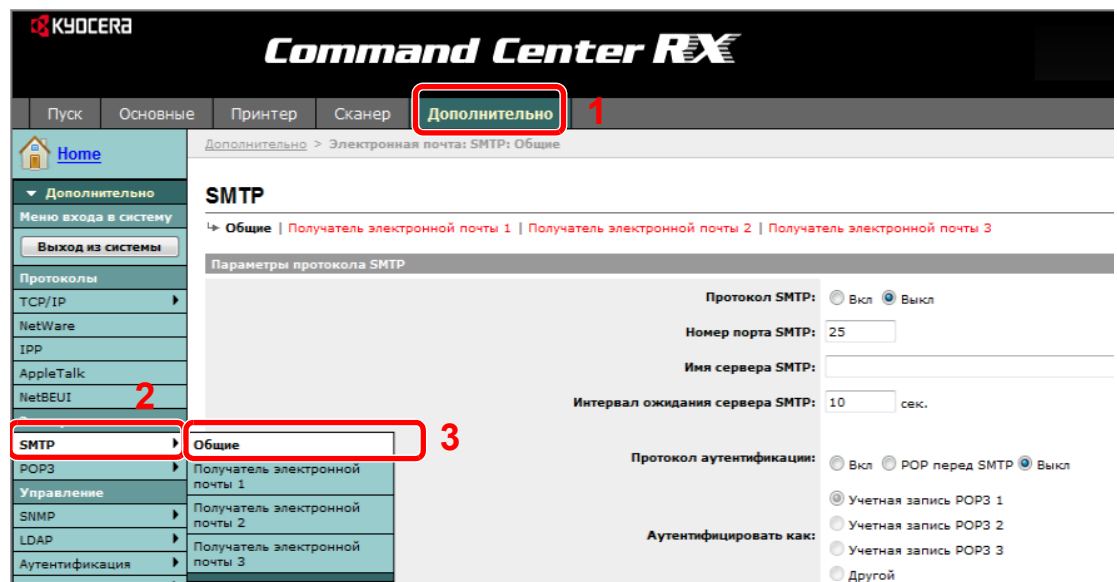 KYOCERA
Command Center RX
Пуск Основные Принтер Сканер Дополнительно 1
Home
Дополнительно > Электронная почта: SMTP: Общие
Дополнительно
Меню входа в систему
Выход из системы
Протоколы
TCP/IP
NetWare
IPP
AppleTalk
NetBEUI
2
SMTP
POP3
Управление
SNMP
LDAP
Аутентификация
Общие 3
Получатель электронной
почты 1
Получатель электронной
почты 2
Получатель электронной
почты 3
SMTP
Общие | Получатель электронной почты 1 | Получатель электронной почты 2 | Получатель электронной почты 3
Параметры протокола SMTP
Протокол SMTP: Вкл Выкл
Номер порта SMTP: 25
Имя сервера SMTP:
Интервал ожидания сервера SMTP: 10 сек.
Протокол аутентификации: Вкл POP перед SMTP Выкл
Аутентифицировать как:
Учетная запись POP3 1
Учетная запись POP3 2
Учетная запись POP3 3
Другой